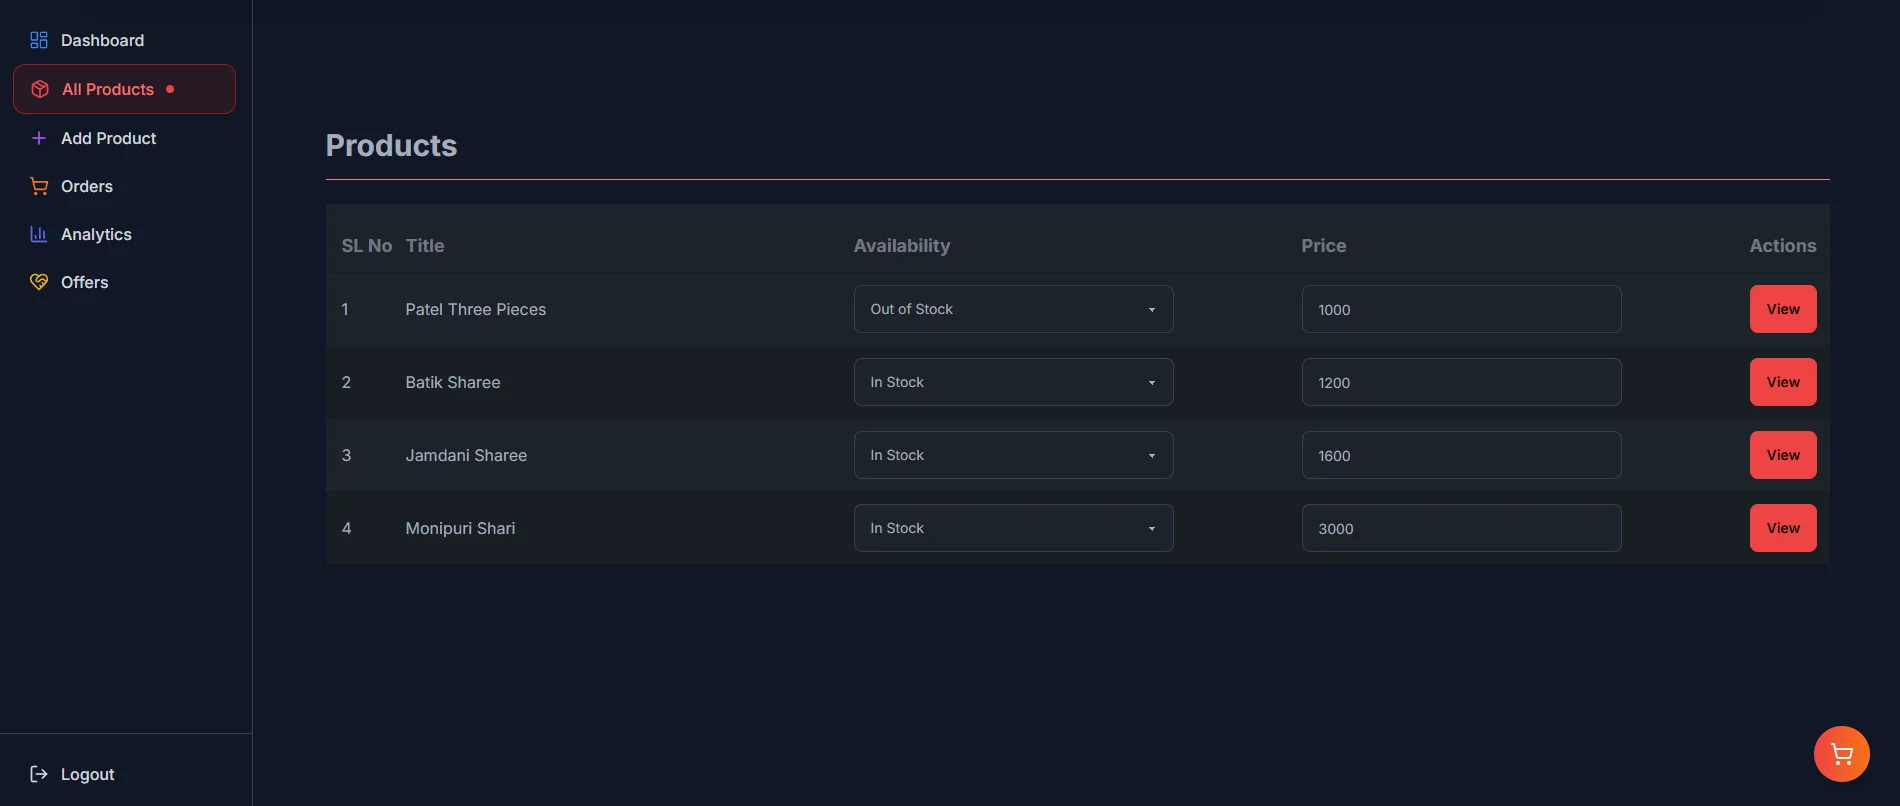 Dashboard
All Products
Add Product
Orders
Analytics
Offers
Logout
Products
SL No Title Availability Price Actions
1 Patel Three Pieces Out of Stock 1000 View
2 Batik Sharee In Stock 1200 View
3 Jamdani Sharee In Stock 1600 View
4 Monipuri Shari In Stock 3000 View